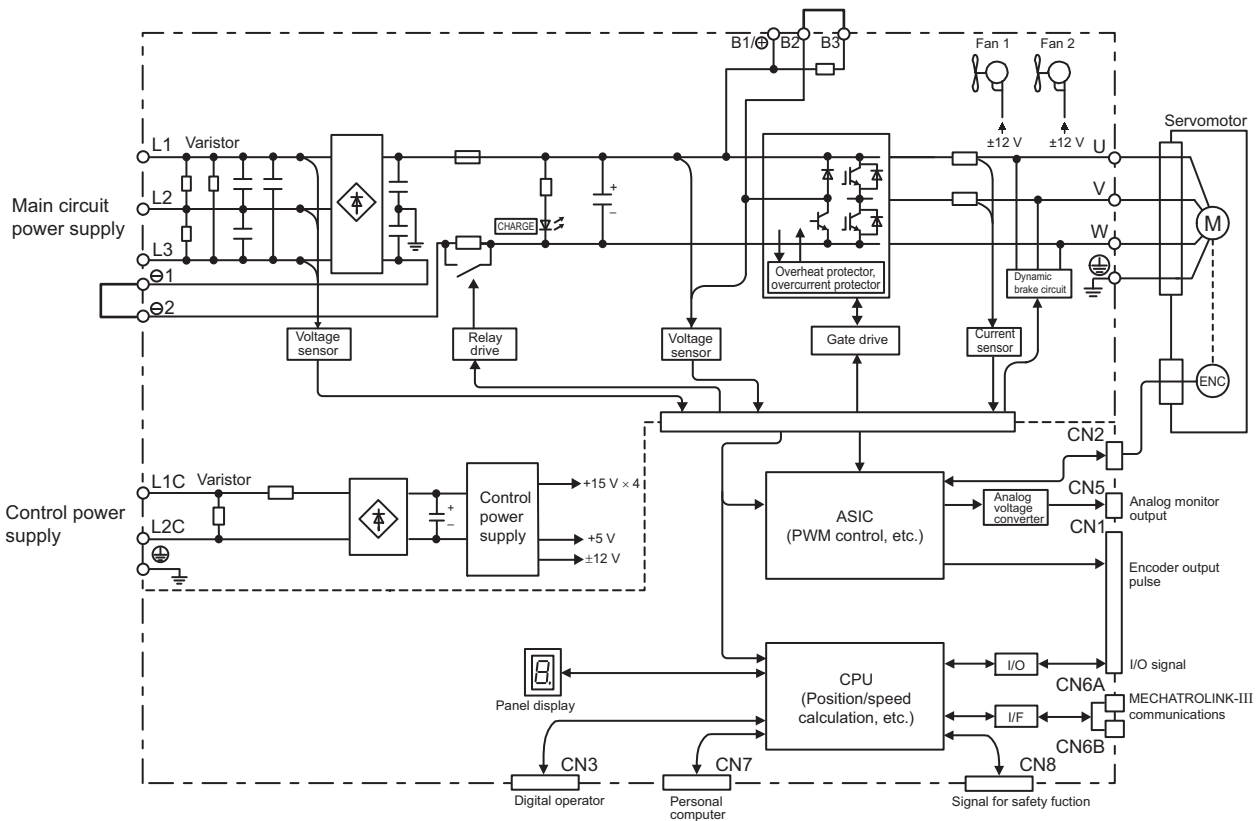 B1/⊕
B2
B3
Fan 1
Fan 2
±12 V
±12 V
Servomotor
L1
Varistor
U
L2
V
Main circuit
power supply
CHARGE
+
–
W
M
L3
⊖1
⊖2
Overheat protector,
overcurrent protector
Dynamic
brake circuit
Voltage
sensor
Relay
drive
Voltage
sensor
Gate drive
Current
sensor
ENC
CN2
L1C
Varistor
+15 V × 4
Control power
supply
L2C
+
–
Control
power
supply
+5 V
±12 V
ASIC
(PWM control, etc.)
Analog
voltage
converter
CN5
Analog monitor
output
CN1
Encoder output
pulse
8.
Panel display
CPU
(Position/speed
calculation, etc.)
I/O
I/O signal
CN6A
I/F
MECHATROLINK-III
communications
CN6B
CN3
CN7
CN8
Digital operator
Personal
computer
Signal for safety fuction